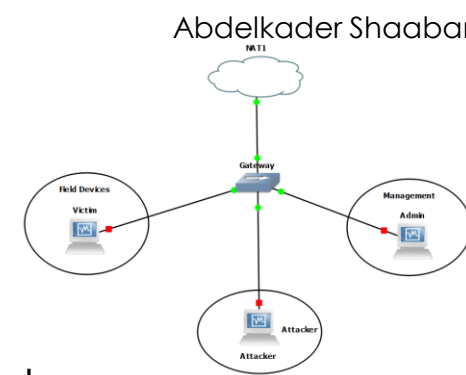 Abdelkader Shaaban
NAT1
Gateway
Field Devices
Victim
Management
Admin
Attacker
Attacker